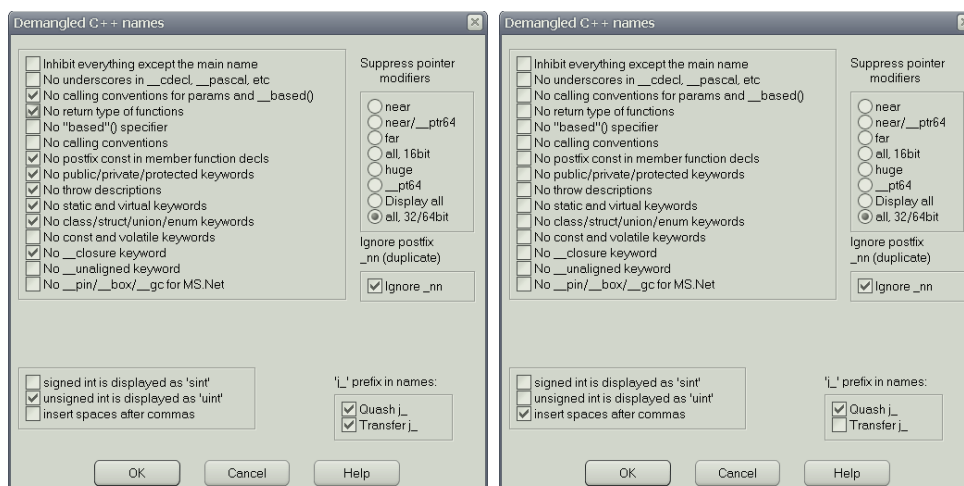 Demangled C++ names
Inhibit everything except the main name
No underscores in __cdecl, __pascal, etc
No calling conventions for params and __based()
No return type of functions
No "based"() specifier
No calling conventions
No postfix const in member function decls
No public/private/protected keywords
No throw descriptions
No static and virtual keywords
No class/struct/union/enum keywords
No const and volatile keywords
No __closure keyword
No __unaligned keyword
No __pin/__box/__gc for MS.Net
Suppress pointer
modifiers
near
near/__ptr64
far
all, 16bit
huge
__pt64
Display all
all, 32/64bit
Ignore postfix
_nn (duplicate)
Ignore _nn
signed int is displayed as 'sint'
unsigned int is displayed as 'uint'
insert spaces after commas
'j_' prefix in names:
Quash j_
Transfer j_
OK
Cancel
Help
Demangled C++ names
Inhibit everything except the main name
No underscores in __cdecl, __pascal, etc
No calling conventions for params and __based()
No return type of functions
No "based"() specifier
No calling conventions
No postfix const in member function decls
No public/private/protected keywords
No throw descriptions
No static and virtual keywords
No class/struct/union/enum keywords
No const and volatile keywords
No __closure keyword
No __unaligned keyword
No __pin/__box/__gc for MS.Net
Suppress pointer
modifiers
near
near/__ptr64
far
all, 16bit
huge
__pt64
Display all
all, 32/64bit
Ignore postfix
_nn (duplicate)
Ignore _nn
signed int is displayed as 'sint'
unsigned int is displayed as 'uint'
insert spaces after commas
'j_' prefix in names:
Quash j_
Transfer j_
OK
Cancel
Help